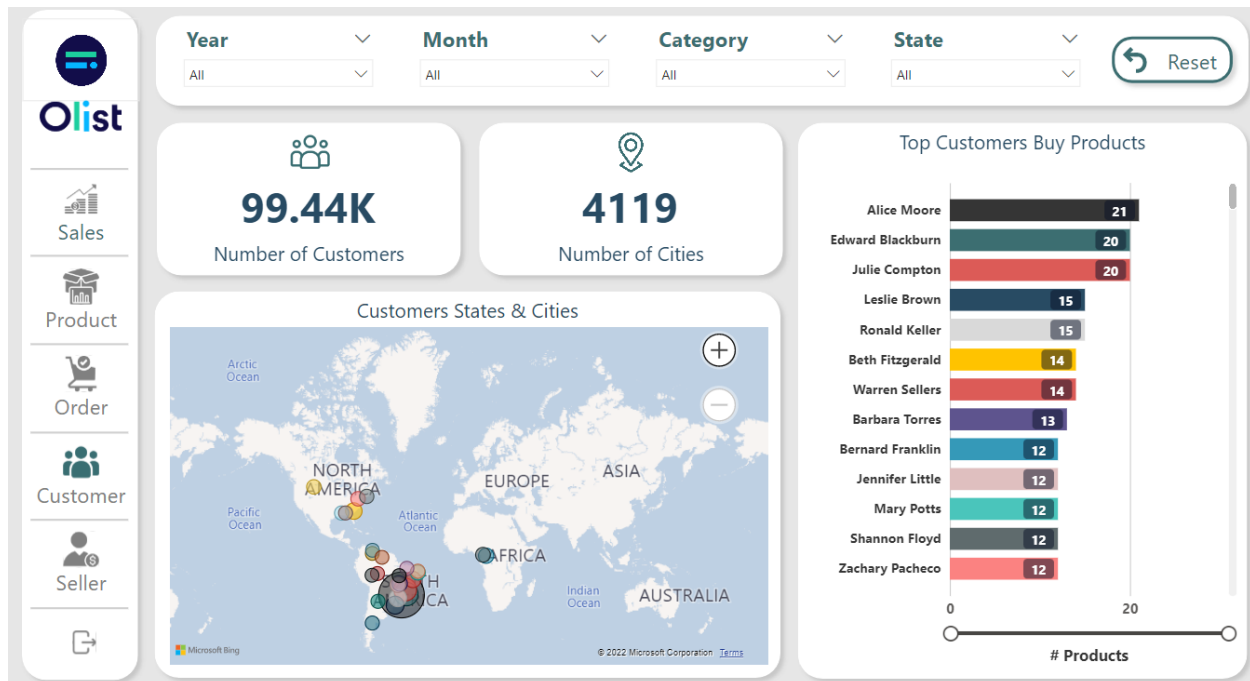 Olist
Sales
Product
Order
Customer
Seller
Year
All
Month
All
Category
All
State
All
Reset
99.44K
Number of Customers
4119
Number of Cities
Customers States & Cities
Arctic
Ocean
NORTH
AMERICA
EUROPE
ASIA
Pacific
Ocean
Atlantic
Ocean
AFRICA
Indian
Ocean
AUSTRALIA
Microsoft Bing
© 2022 Microsoft Corporation Terms
Top Customers Buy Products
Alice Moore 21
Edward Blackburn 20
Julie Compton 20
Leslie Brown 15
Ronald Keller 15
Beth Fitzgerald 14
Warren Sellers 14
Barbara Torres 13
Bernard Franklin 12
Jennifer Little 12
Mary Potts 12
Shannon Floyd 12
Zachary Pacheco 12
0 20
# Products